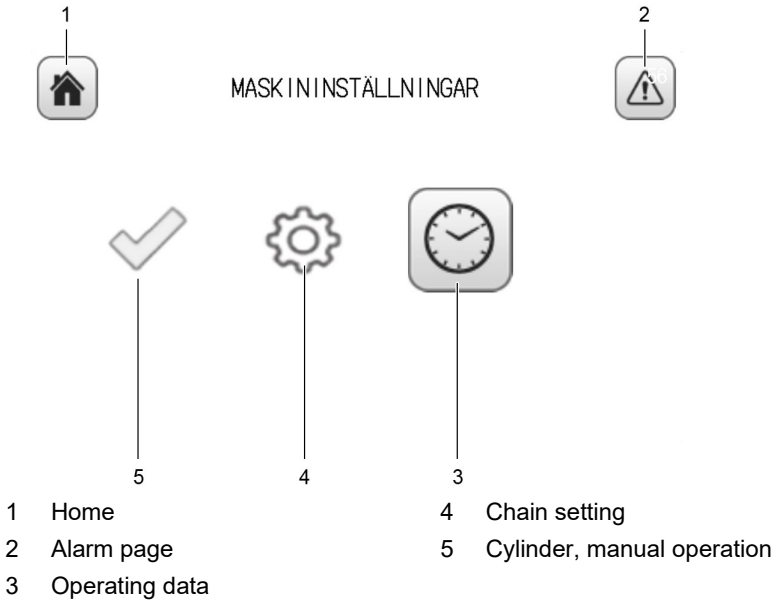 1
2
MASKININSTÄLLNINGAR
5
4
3
1 Home
2 Alarm page
3 Operating data
4 Chain setting
5 Cylinder, manual operation